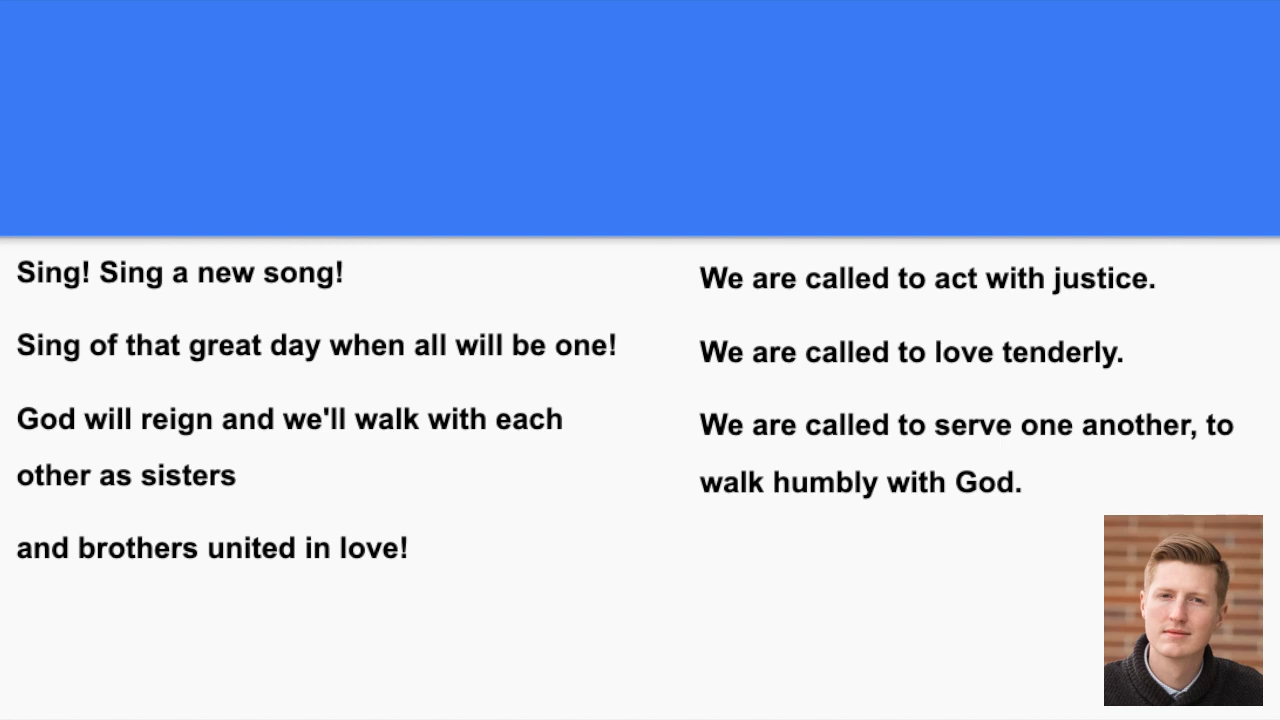 Sing! Sing a new song!
Sing of that great day when all will be one!
God will reign and we'll walk with each
other as sisters
and brothers united in love!
We are called to act with justice.
We are called to love tenderly.
We are called to serve one another, to
walk humbly with God.